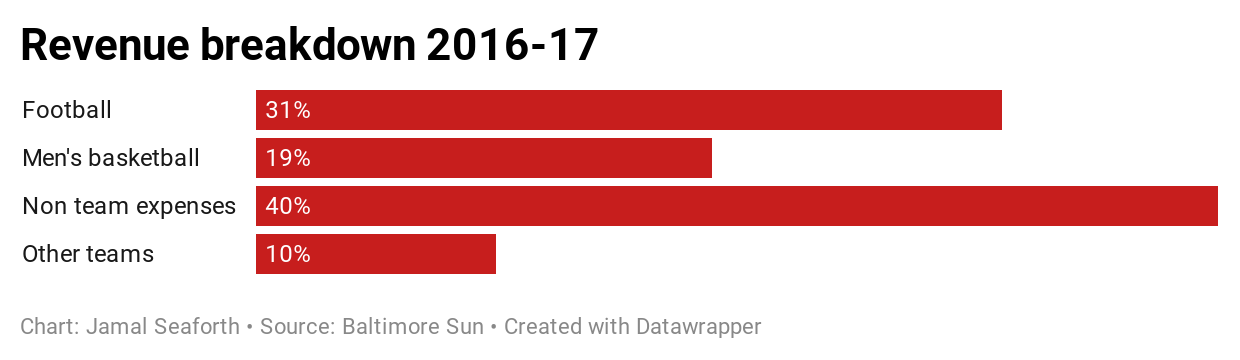 Revenue breakdown 2016-17
Football 31%
Men's basketball 19%
Non team expenses 40%
Other teams 10%
Chart: Jamal Seaforth • Source: Baltimore Sun • Created with Datawrapper